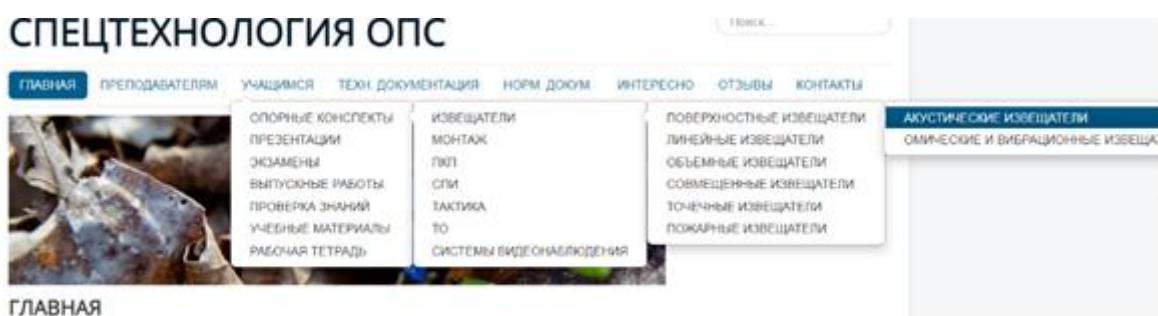 СПЕЦТЕХНОЛОГИЯ ОПС
Поиск...
ГЛАВНАЯ ПРЕПОДАВАТЕЛЯМ УЧАЩИМСЯ ТЕХН. ДОКУМЕНТАЦИЯ НОРМ. ДОКУМ ИНТЕРЕСНО ОТЗЫВЫ КОНТАКТЫ
ОПОРНЫЕ КОНСПЕКТЫ
ПРЕЗЕНТАЦИИ
ЭКЗАМЕНЫ
ВЫПУСКНЫЕ РАБОТЫ
ПРОВЕРКА ЗНАНИЙ
УЧЕБНЫЕ МАТЕРИАЛЫ
РАБОЧАЯ ТЕТРАДЬ
ИЗВЕЩАТЕЛИ
МОНТАЖ
ПКП
СПИ
ТАКТИКА
ТО
СИСТЕМЫ ВИДЕОНАБЛЮДЕНИЯ
ПОВЕРХНОСТНЫЕ ИЗВЕЩАТЕЛИ
ЛИНЕЙНЫЕ ИЗВЕЩАТЕЛИ
ОБЪЕМНЫЕ ИЗВЕЩАТЕЛИ
СОВМЕЩЕННЫЕ ИЗВЕЩАТЕЛИ
ТОЧЕЧНЫЕ ИЗВЕЩАТЕЛИ
ПОЖАРНЫЕ ИЗВЕЩАТЕЛИ
АКУСТИЧЕСКИЕ ИЗВЕЩАТЕЛИ
ОМИЧЕСКИЕ И ВИБРАЦИОННЫЕ ИЗВЕЩАТ
ГЛАВНАЯ